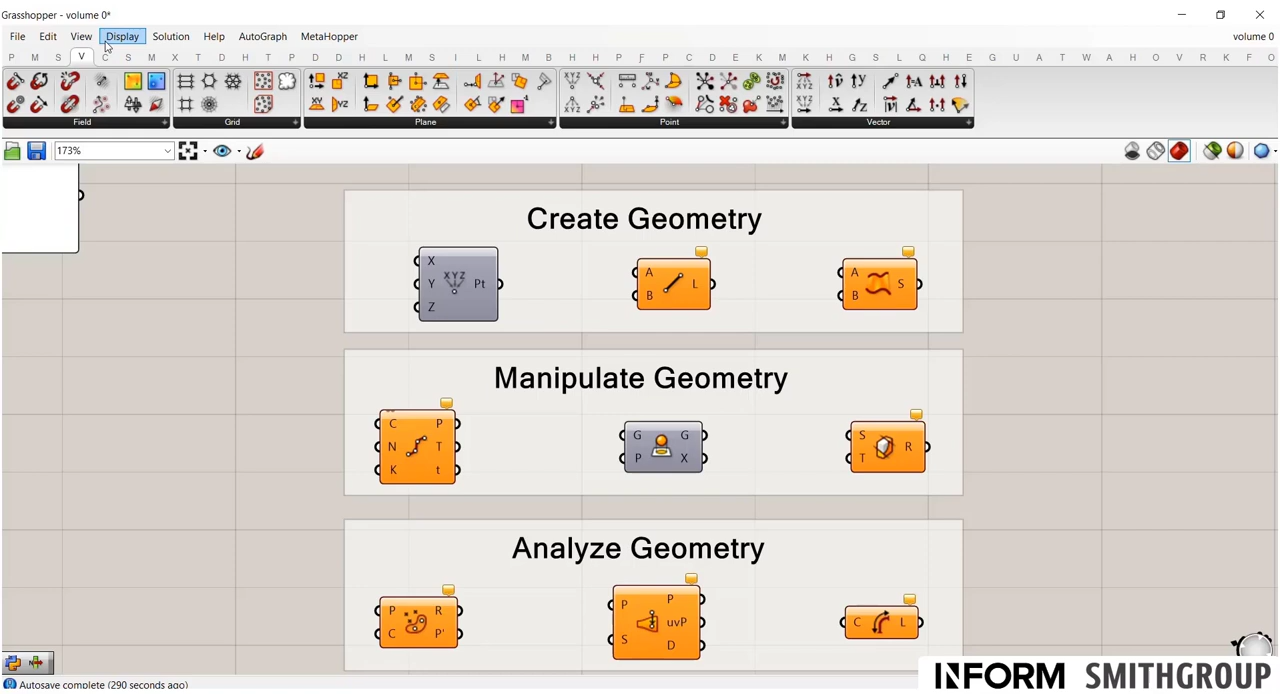 Grasshopper - volume 0*
File Edit View Display Solution Help AutoGraph MetaHopper volume 0
P M S V C S M I D
Field Grid Plane Point Vector
173%
Create Geometry
X
Y Pt
Z
A L
B
A S
B
Manipulate Geometry
C P
N T
K t
G G
P X
S R
T
Analyze Geometry
P R
C P'
P P
uvP
S D
C L
Autosave complete (290 seconds ago)
INFORM SMITHGROUP